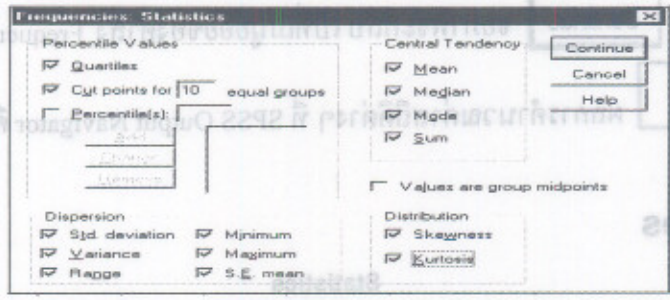 Frequencies: Statistics
Percentile Values
Quartiles
Cut points for 10 equal groups
Percentile(s):
Add
Change
Remove
Central Tendency
Mean
Median
Mode
Sum
Continue
Cancel
Help
Values are group midpoints
Dispersion
Std. deviation
Variance
Range
Minimum
Maximum
S.E. mean
Distribution
Skewness
Kurtosis